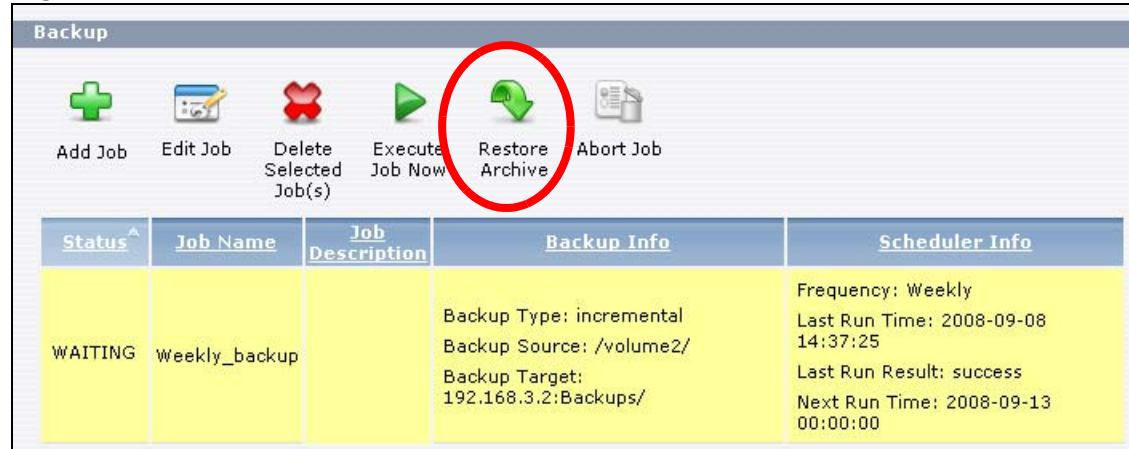 Backup
Add Job
Edit Job
Delete
Selected
Job(s)
Execute
Job Now
Restore
Archive
Abort Job
Status
Job Name
Job
Description
Backup Info
Scheduler Info
WAITING
Weekly_backup
Backup Type: incremental
Backup Source: /volume2/
Backup Target:
192.168.3.2:Backups/
Frequency: Weekly
Last Run Time: 2008-09-08
14:37:25
Last Run Result: success
Next Run Time: 2008-09-13
00:00:00